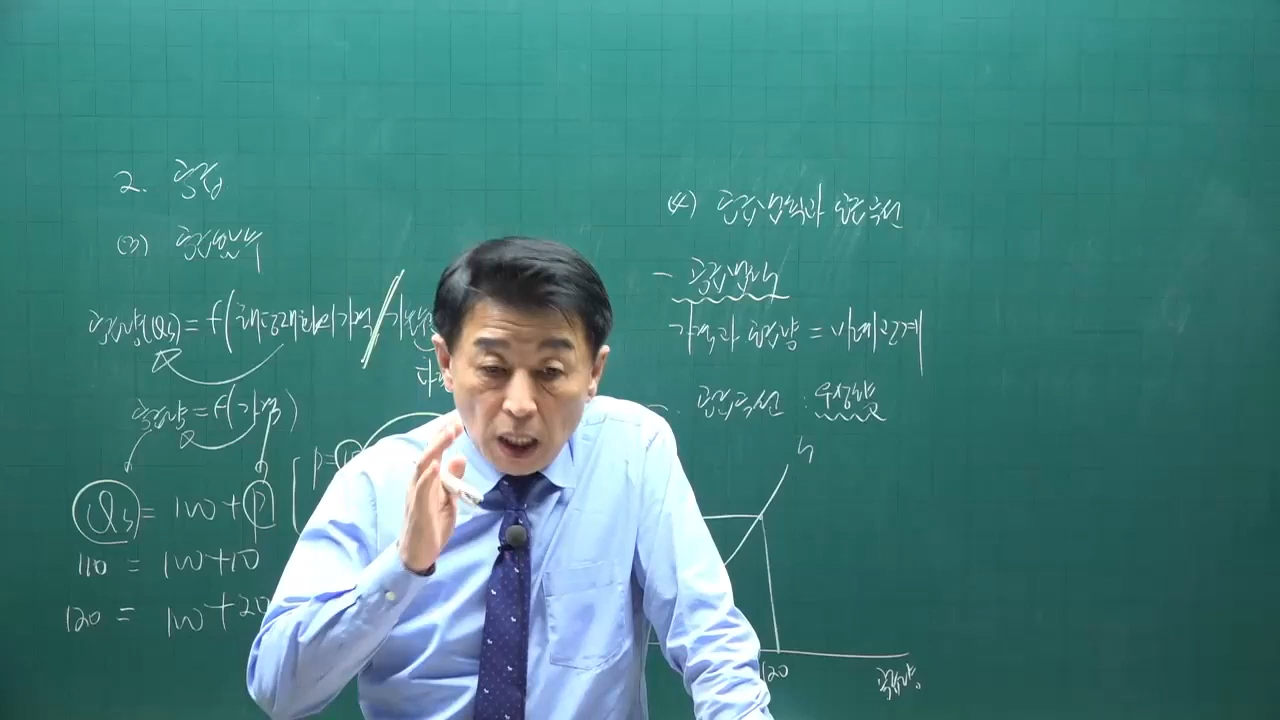 2. 공급
(3) 공급함수
공급량(Qs) = f(해당재화의 가격 /
공급량 = f(가격)
Qs = 100 + P
P=
110 = 100 + 10
120 = 100 + 20
(4) 공급법칙과 공급곡선
- 공급법칙
가격과 공급량 = 비례관계
- 공급곡선 : 우상향
S
120
공급량